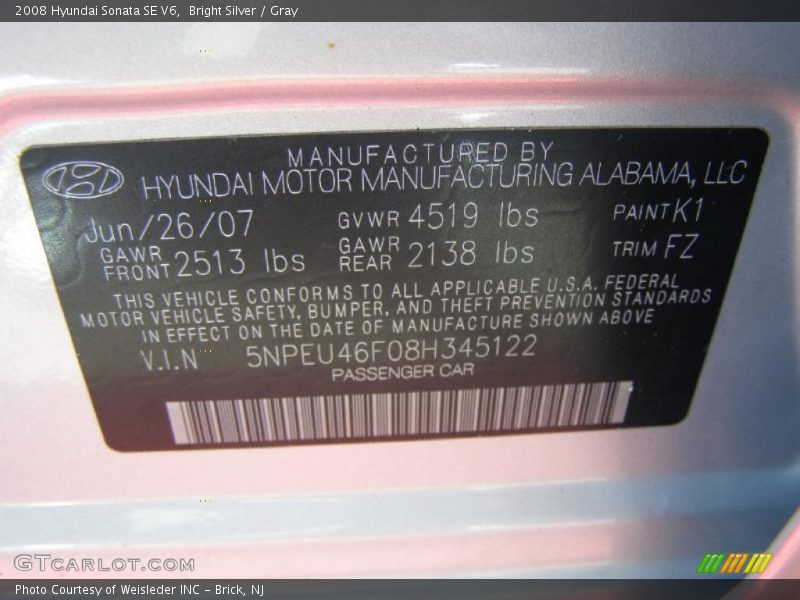 2008 Hyundai Sonata SE V6,  Bright Silver / Gray
MANUFACTURED BY
HYUNDAI MOTOR MANUFACTURING ALABAMA, LLC
Jun/26/07 GVWR 4519 lbs PAINT K1
GAWR FRONT 2513 lbs GAWR REAR 2138 lbs TRIM FZ
THIS VEHICLE CONFORMS TO ALL APPLICABLE U.S.A. FEDERAL
MOTOR VEHICLE SAFETY, BUMPER, AND THEFT PREVENTION STANDARDS
IN EFFECT ON THE DATE OF MANUFACTURE SHOWN ABOVE
V.I.N 5NPEU46F08H345122
PASSENGER CAR
GTCARLOT.COM
Photo Courtesy of Weisleder INC - Brick, NJ